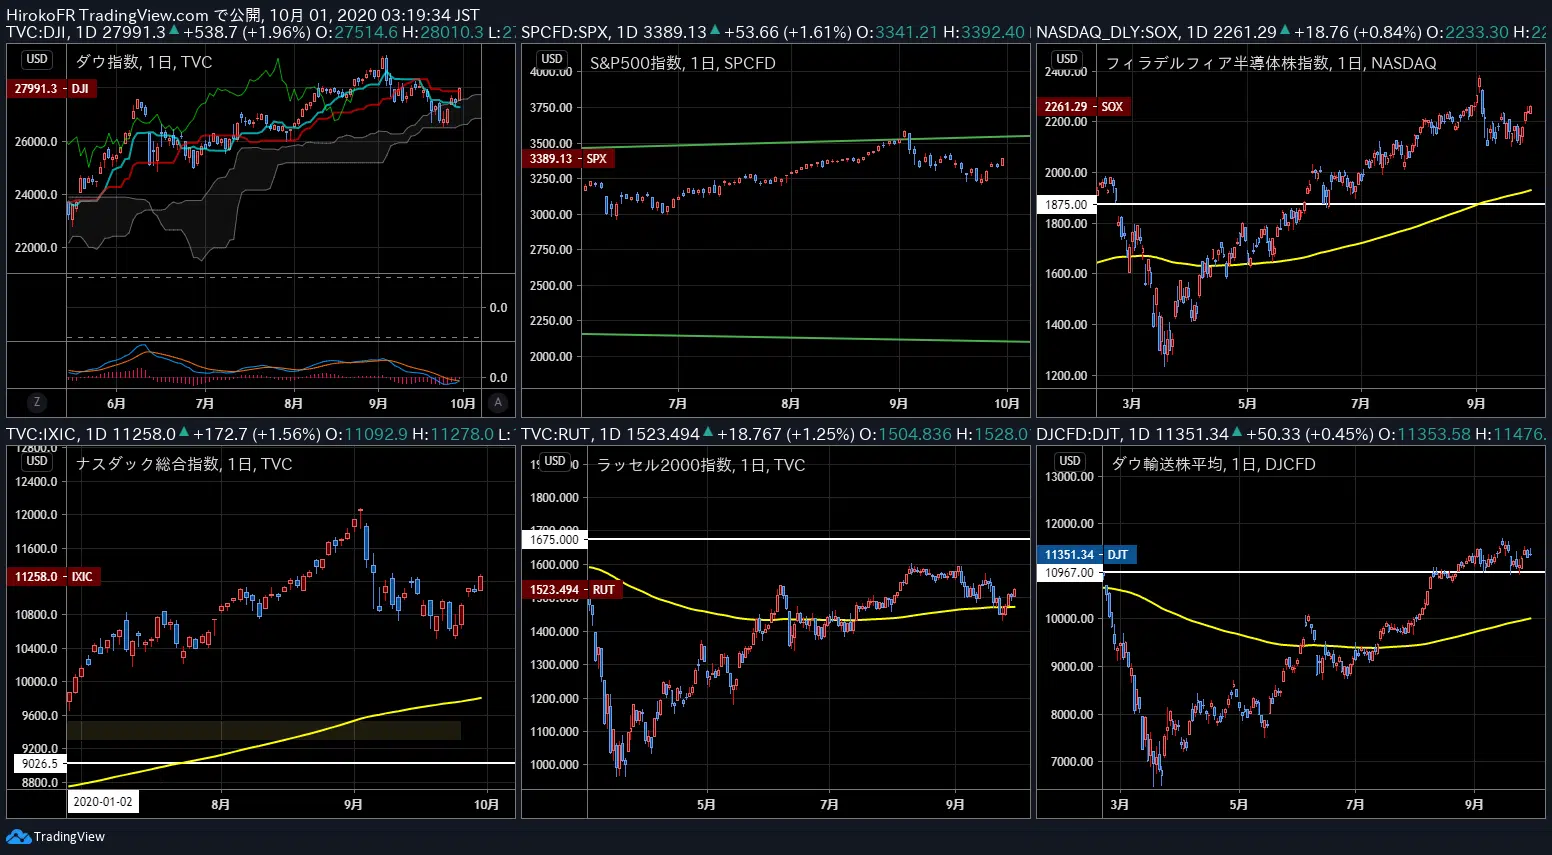 HirokoFR TradingView.com で公開, 10月 01, 2020 03:19:34 JST
TVC:DJI, 1D 27991.3 ▲ +538.7 (+1.96%) O:27514.6 H:28010.3 L:27
USD
ダウ指数, 1日, TVC
27991.3 DJI
26000.0
24000.0
22000.0
0.0
0.0
Z
6月 7月 8月 9月 10月
A
SPCFD:SPX, 1D 3389.13 ▲ +53.66 (+1.61%) O:3341.21 H:3392.40
USD
S&P500指数, 1日, SPCFD
4000.00
3750.00
3500.00
3389.13 SPX
3250.00
3000.00
2750.00
2500.00
2250.00
2000.00
7月 8月 9月 10月
NASDAQ_DLY:SOX, 1D 2261.29 ▲ +18.76 (+0.84%) O:2233.30 H:22
USD
フィラデルフィア半導体株指数, 1日, NASDAQ
2400.00
2261.29 SOX
2200.00
2000.00
1875.00
1800.00
1600.00
1400.00
1200.00
3月 5月 7月 9月
TVC:IXIC, 1D 11258.0 ▲ +172.7 (+1.56%) O:11092.9 H:11278.0 L:
12800.0
USD
ナスダック総合指数, 1日, TVC
12400.0
12000.0
11600.0
11258.0 IXIC
10800.0
10400.0
10000.0
9600.0
9200.0
9026.5
8800.0
2020-01-02
8月 9月 10月
TVC:RUT, 1D 1523.494 ▲ +18.767 (+1.25%) O:1504.836 H:1528.01
USD
ラッセル2000指数, 1日, TVC
1800.000
1700.000
1675.000
1600.000
1523.494 RUT
1500.000
1400.000
1300.000
1200.000
1100.000
1000.000
5月 7月 9月
DJCFD:DJT, 1D 11351.34 ▲ +50.33 (+0.45%) O:11353.58 H:11476.
USD
ダウ輸送株平均, 1日, DJCFD
13000.00
12000.00
11351.34 DJT
10967.00
10000.00
9000.00
8000.00
7000.00
3月 5月 7月 9月
TradingView